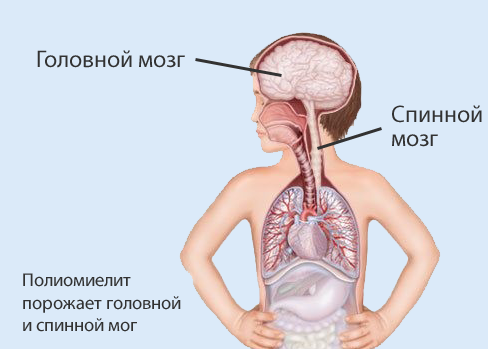 Головной мозг
Спинной
мозг
Полиомиелит
порожает головной
и спинной мог